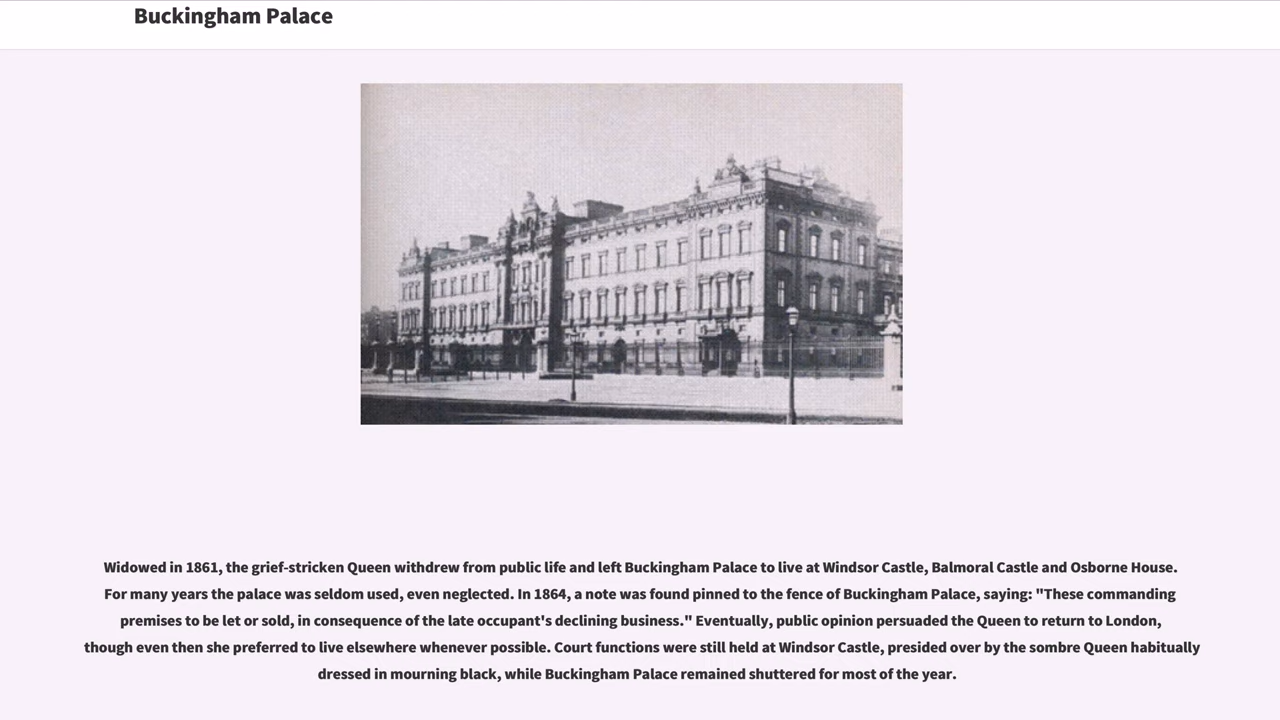 Buckingham Palace
Widowed in 1861, the grief-stricken Queen withdrew from public life and left Buckingham Palace to live at Windsor Castle, Balmoral Castle and Osborne House.
For many years the palace was seldom used, even neglected. In 1864, a note was found pinned to the fence of Buckingham Palace, saying: "These commanding
premises to be let or sold, in consequence of the late occupant's declining business." Eventually, public opinion persuaded the Queen to return to London,
though even then she preferred to live elsewhere whenever possible. Court functions were still held at Windsor Castle, presided over by the sombre Queen habitually
dressed in mourning black, while Buckingham Palace remained shuttered for most of the year.